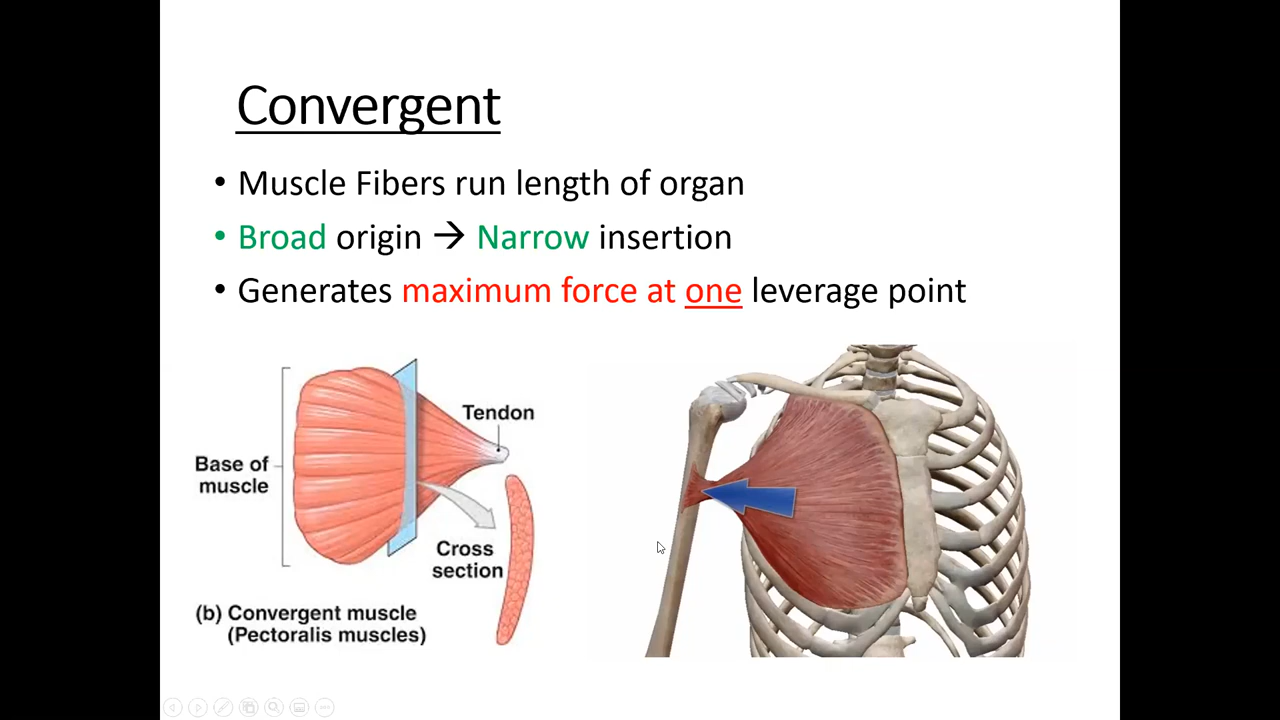 Convergent
• Muscle Fibers run length of organ
• Broad origin → Narrow insertion
• Generates maximum force at one leverage point
Tendon
Base of
muscle
Cross
section
(b) Convergent muscle
(Pectoralis muscles)